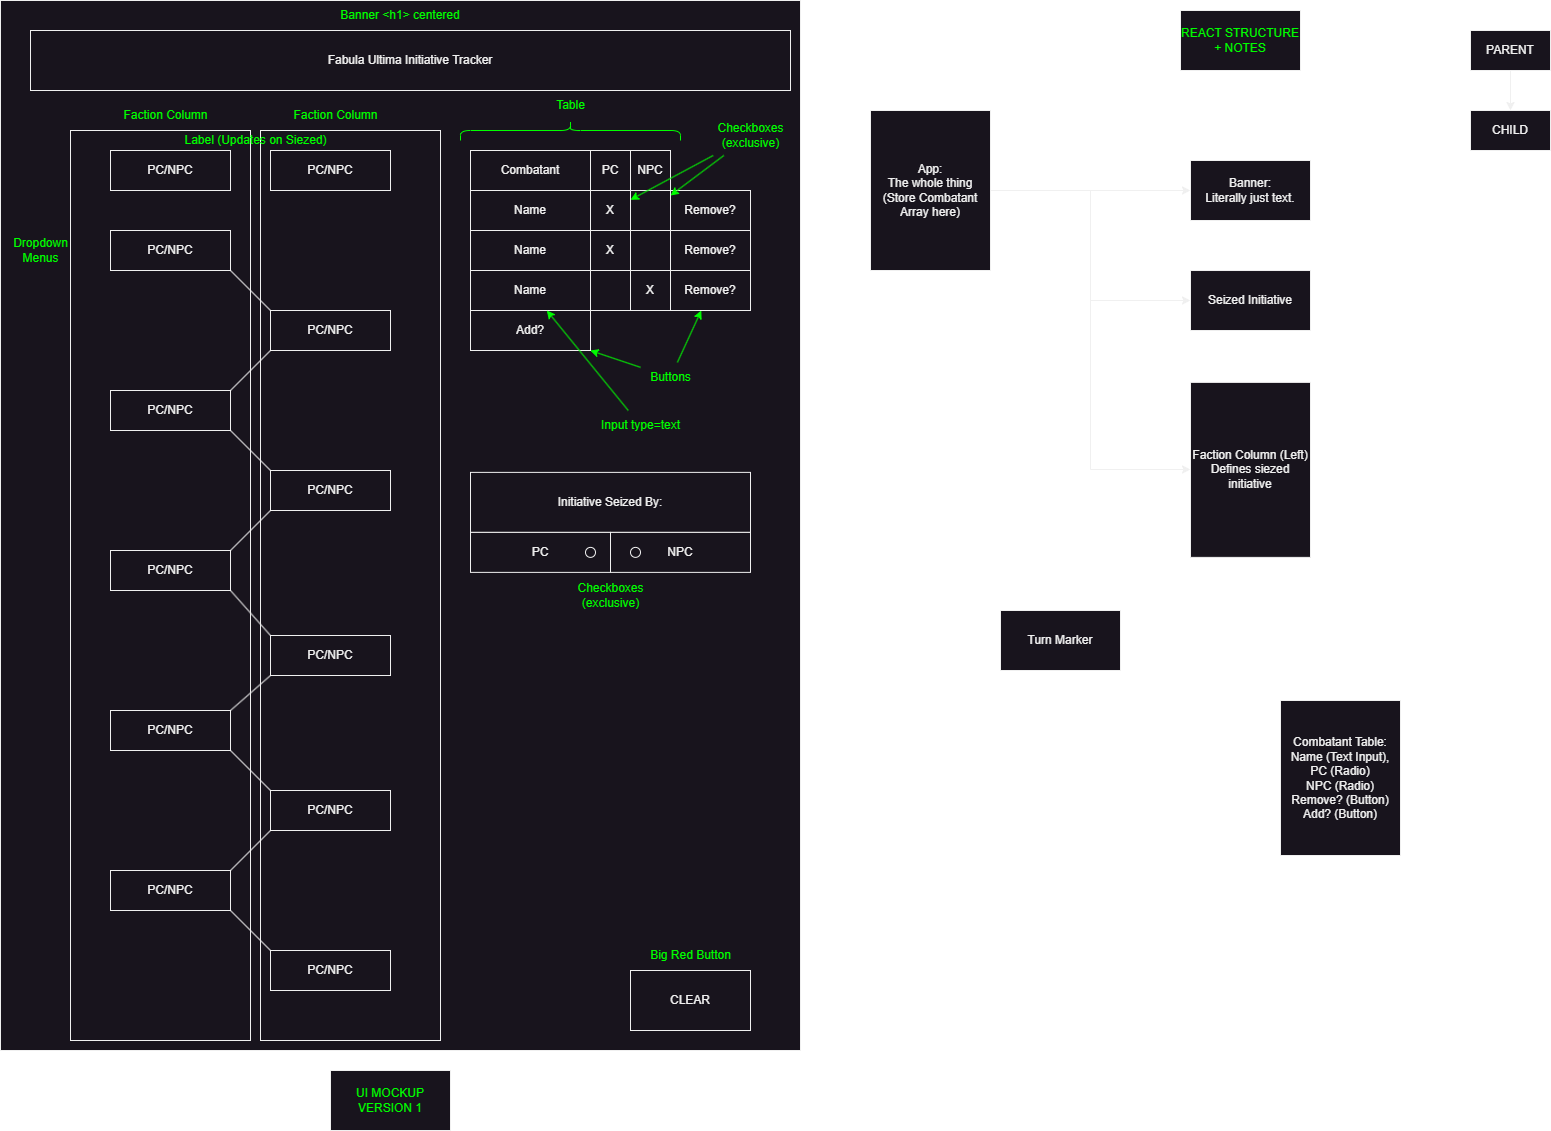 Banner <h1> centered
Fabula Ultima Initiative Tracker
Faction Column
Faction Column
Label (Updates on Siezed)
PC/NPC
PC/NPC
Dropdown
Menus
PC/NPC
PC/NPC
PC/NPC
PC/NPC
PC/NPC
PC/NPC
PC/NPC
PC/NPC
PC/NPC
PC/NPC
Table
Checkboxes
(exclusive)
Combatant PC NPC
Name X Remove?
Name X Remove?
Name X Remove?
Add?
Buttons
Input type=text
Initiative Seized By:
PC NPC
Checkboxes
(exclusive)
Big Red Button
CLEAR
UI MOCKUP
VERSION 1
REACT STRUCTURE
+ NOTES
PARENT
CHILD
App:
The whole thing
(Store Combatant
Array here)
Banner:
Literally just text.
Seized Initiative
Faction Column (Left)
Defines siezed
initiative
Turn Marker
Combatant Table:
Name (Text Input),
PC (Radio)
NPC (Radio)
Remove? (Button)
Add? (Button)